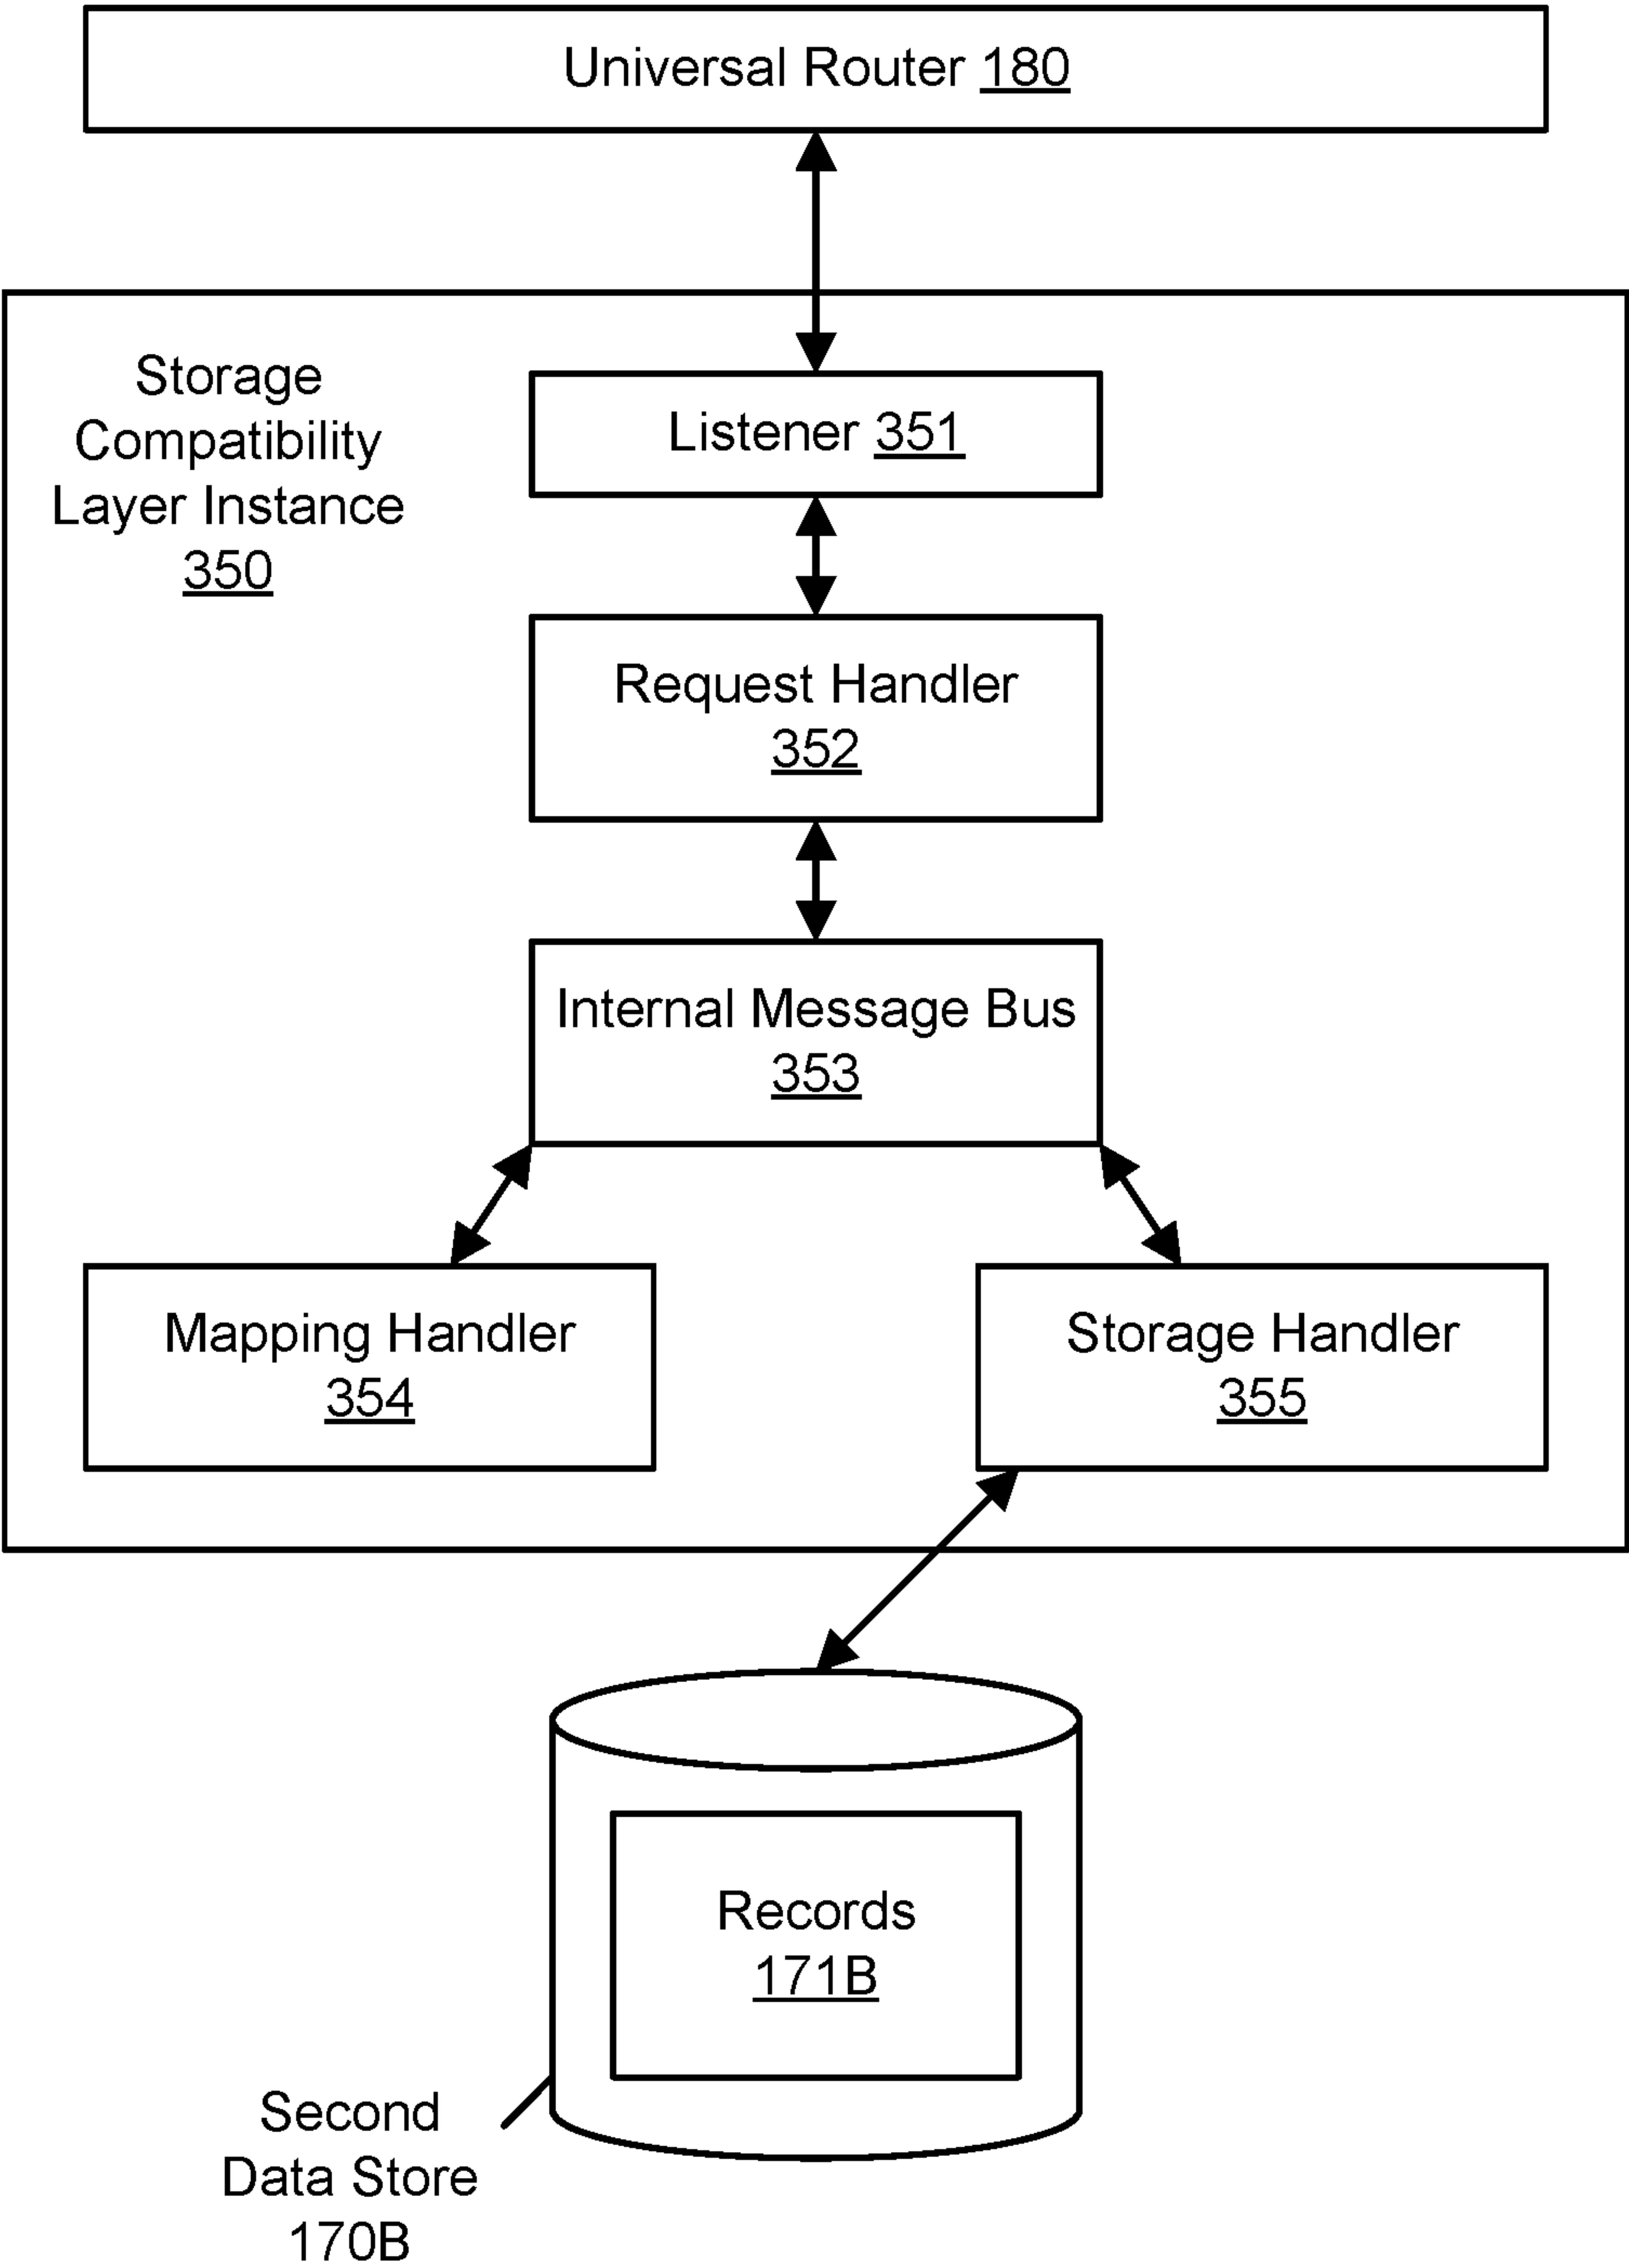 Universal Router 180
Storage
Compatibility
Layer Instance
350
Listener 351
Request Handler
352
Internal Message Bus
353
Mapping Handler
354
Storage Handler
355
Records
171B
Second
Data Store
170B